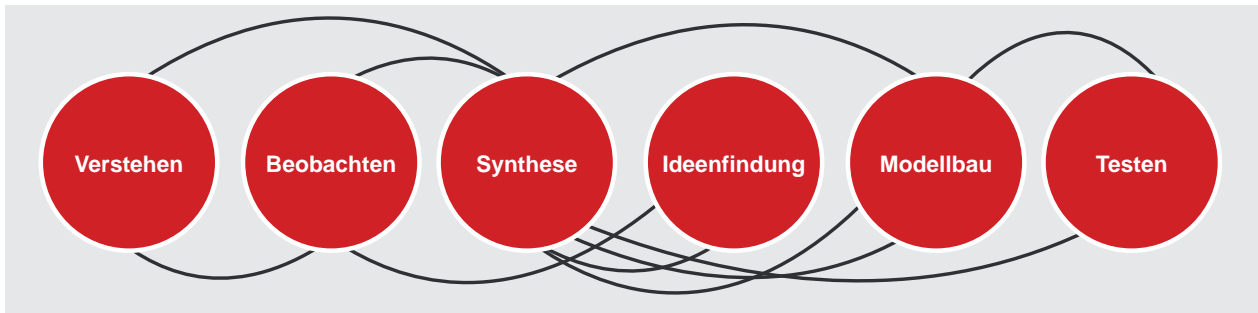 Verstehen
Beobachten
Synthese
Ideenfindung
Modellbau
Testen